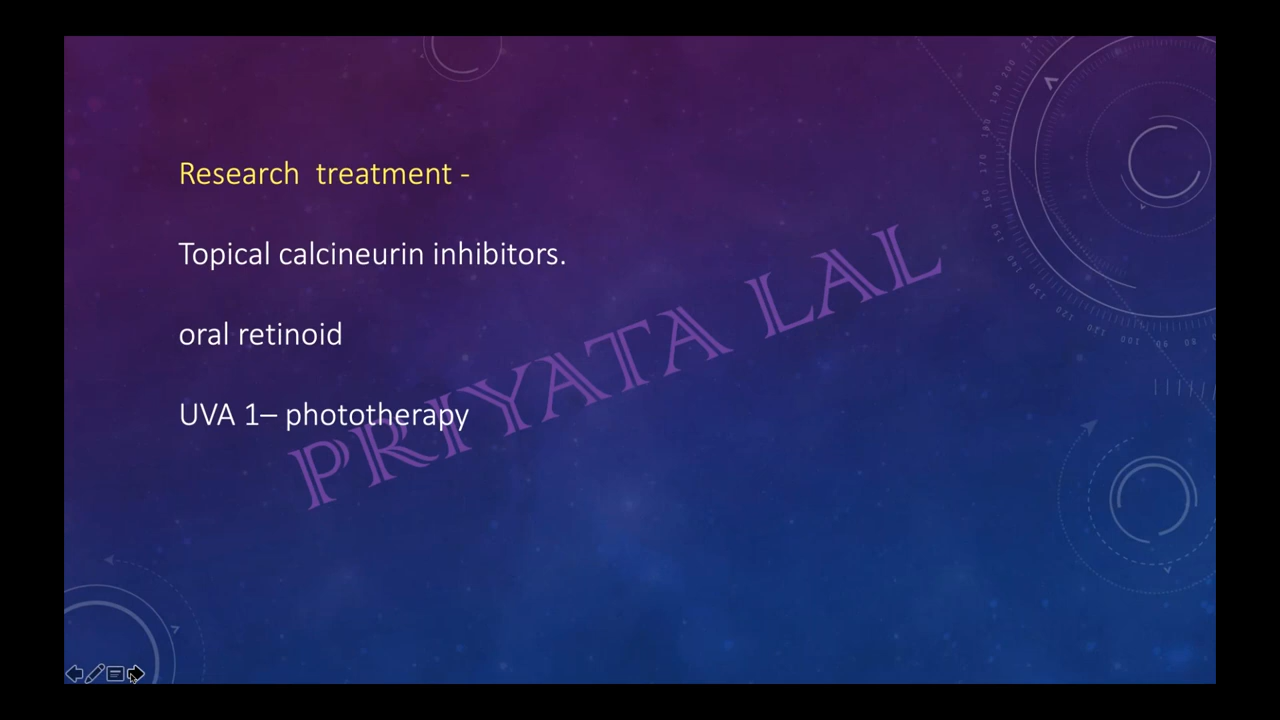 Research  treatment -
Topical calcineurin inhibitors.
oral retinoid
UVA 1– phototherapy
PRIYATA LAL